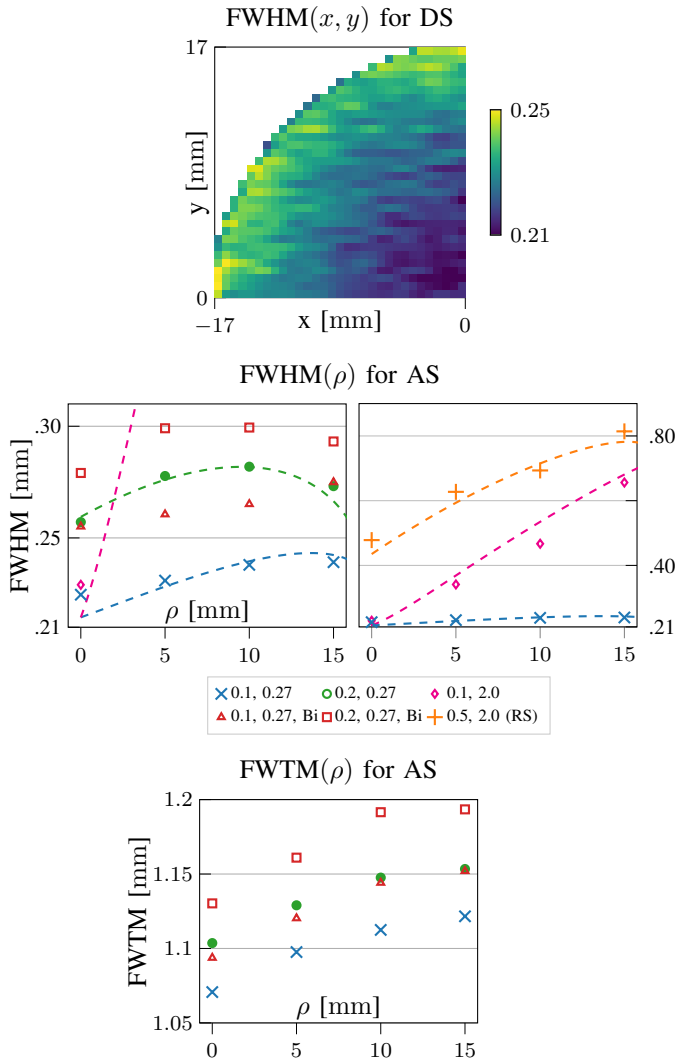 FWHM(x, y) for DS
17
y [mm]
0
−17
x [mm]
0
0.25
0.21
FWHM(ρ) for AS
FWHM [mm]
.30
.25
.21
ρ [mm]
0 5 10 15
.80
.40
.21
0 5 10 15
0.1, 0.27 0.2, 0.27 0.1, 2.0
0.1, 0.27, Bi 0.2, 0.27, Bi 0.5, 2.0 (RS)
FWTM(ρ) for AS
FWTM [mm]
1.2
1.15
1.1
1.05
ρ [mm]
0 5 10 15